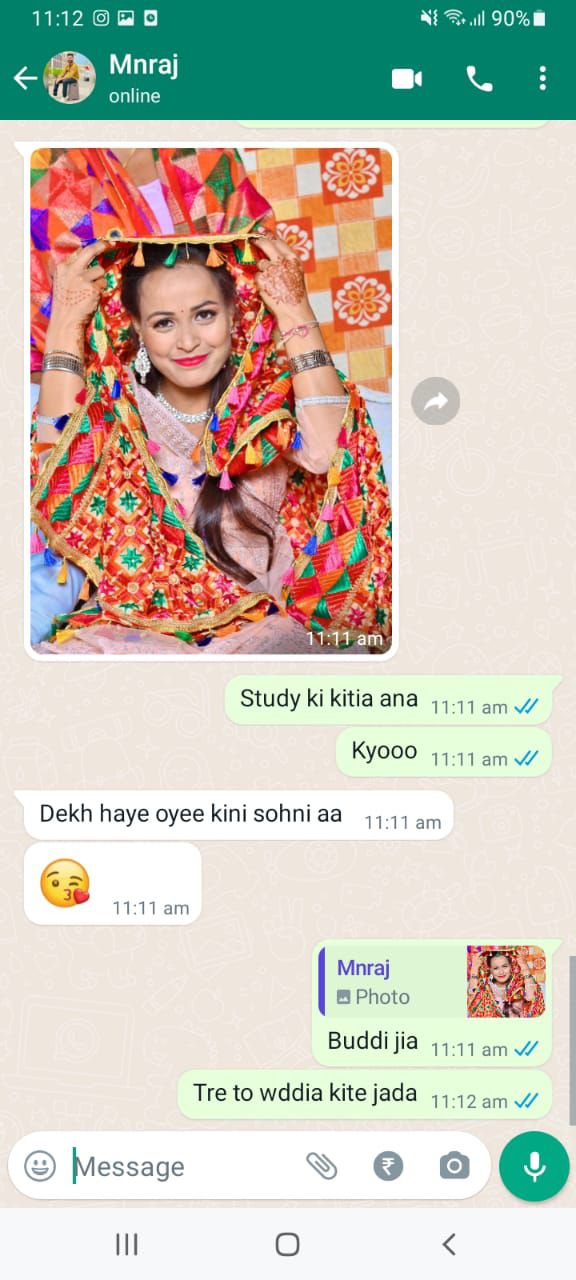 11:12 90%
Mnraj
online
11:11 am
Study ki kitia ana 11:11 am
Kyooo 11:11 am
Dekh haye oyee kini sohni aa 11:11 am
11:11 am
Mnraj
Photo
Buddi jia 11:11 am
Tre to wddia kite jada 11:12 am
Message